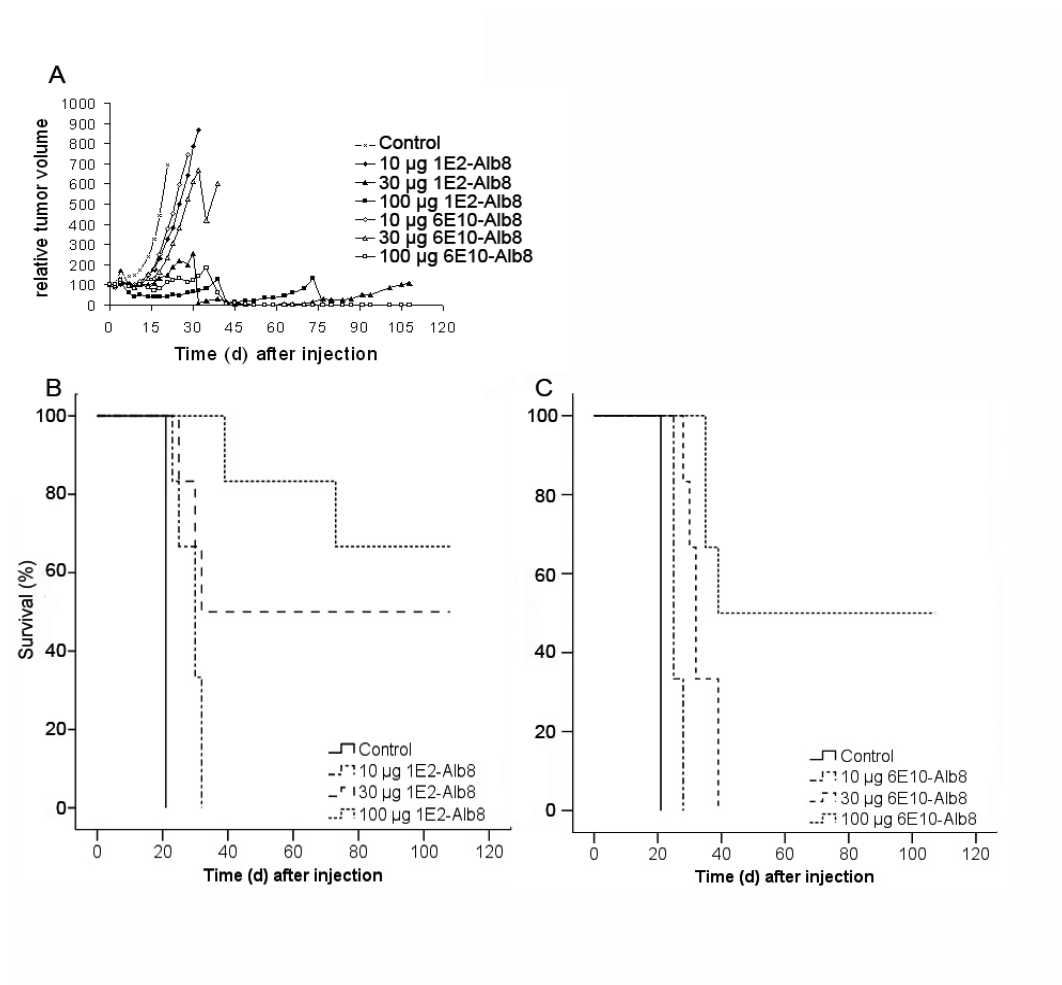 A
relative tumor volume
1000
900
800
700
600
500
400
300
200
100
0
0 15 30 45 60 75 90 105 120
Time (d) after injection
Control
10 µg 1E2-Alb8
30 µg 1E2-Alb8
100 µg 1E2-Alb8
10 µg 6E10-Alb8
30 µg 6E10-Alb8
100 µg 6E10-Alb8
B
Survival (%)
100
80
60
40
20
0
0 20 40 60 80 100 120
Time (d) after injection
Control
10 µg 1E2-Alb8
30 µg 1E2-Alb8
100 µg 1E2-Alb8
C
100
80
60
40
20
0
0 20 40 60 80 100 120
Time (d) after injection
Control
10 µg 6E10-Alb8
30 µg 6E10-Alb8
100 µg 6E10-Alb8